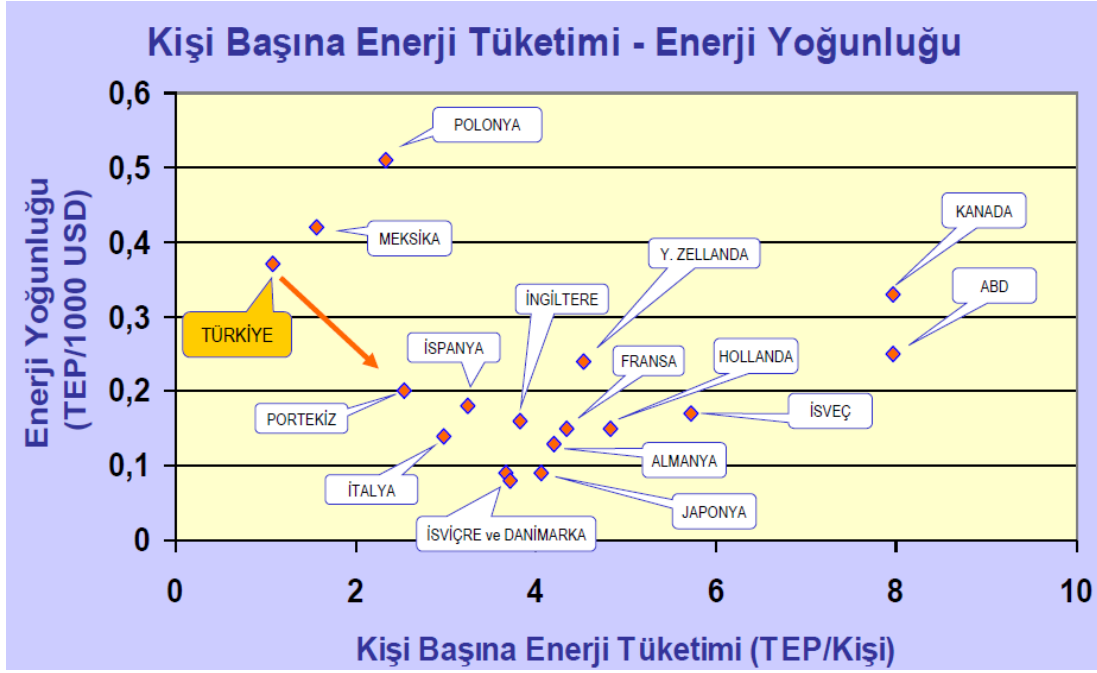 Kişi Başına Enerji Tüketimi - Enerji Yoğunluğu
Enerji Yoğunluğu
(TEP/1000 USD)
0,6
0,5
0,4
0,3
0,2
0,1
0
POLONYA
MEKSİKA
TÜRKİYE
PORTEKİZ
İSPANYA
İTALYA
İNGİLTERE
İSVİÇRE ve DANİMARKA
Y. ZELLANDA
FRANSA
HOLLANDA
ALMANYA
JAPONYA
İSVEÇ
KANADA
ABD
0
2
4
6
8
10
Kişi Başına Enerji Tüketimi (TEP/Kişi)